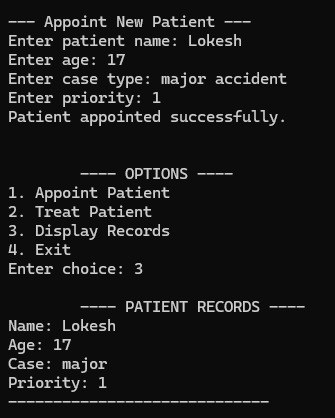 --- Appoint New Patient ---
Enter patient name: Lokesh
Enter age: 17
Enter case type: major accident
Enter priority: 1
Patient appointed successfully.
---- OPTIONS ----
1. Appoint Patient
2. Treat Patient
3. Display Records
4. Exit
Enter choice: 3
---- PATIENT RECORDS ----
Name: Lokesh
Age: 17
Case: major
Priority: 1
-----------------------------